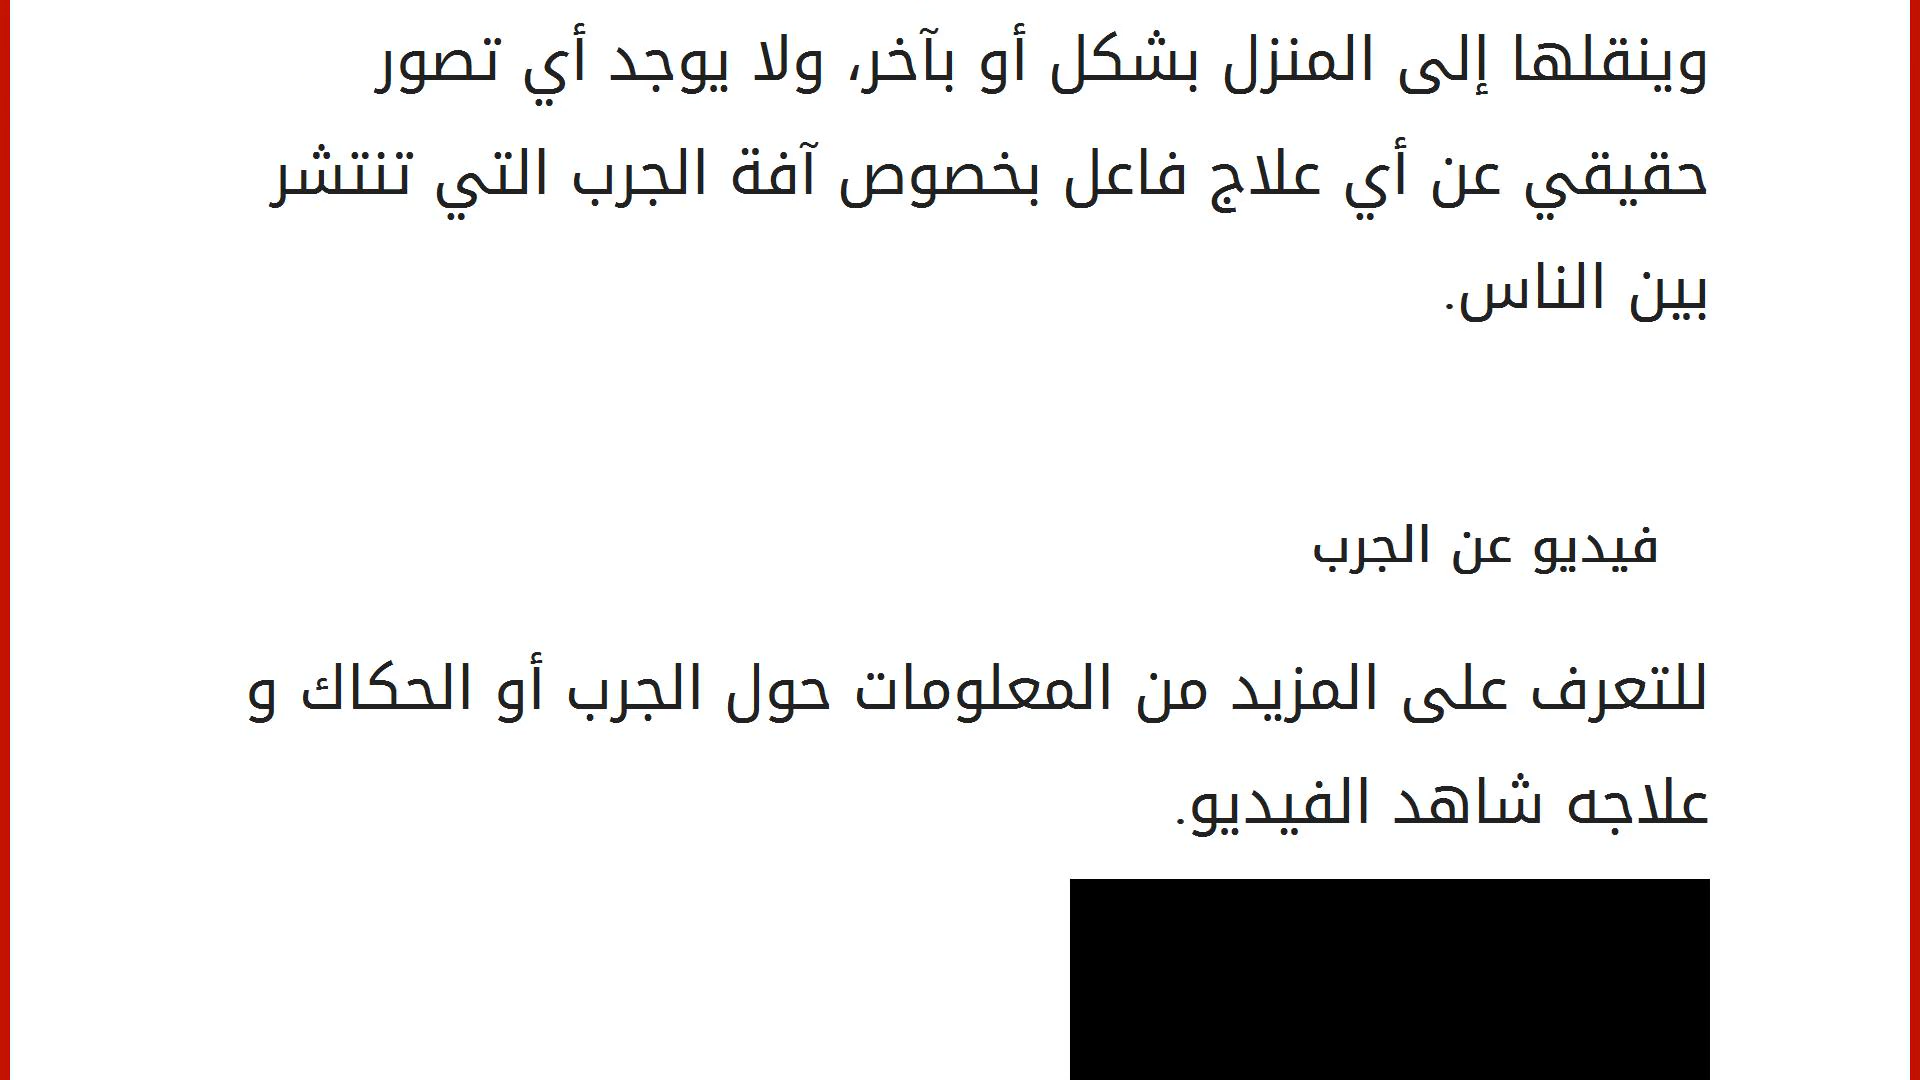 وينقلها إلى المنزل بشكل أو بآخر، ولا يوجد أي تصور
حقيقي عن أي علاج فاعل بخصوص آفة الجرب التي تنتشر
بين الناس.
فيديو عن الجرب
للتعرف على المزيد من المعلومات حول الجرب أو الحكاك و
علاجه شاهد الفيديو.